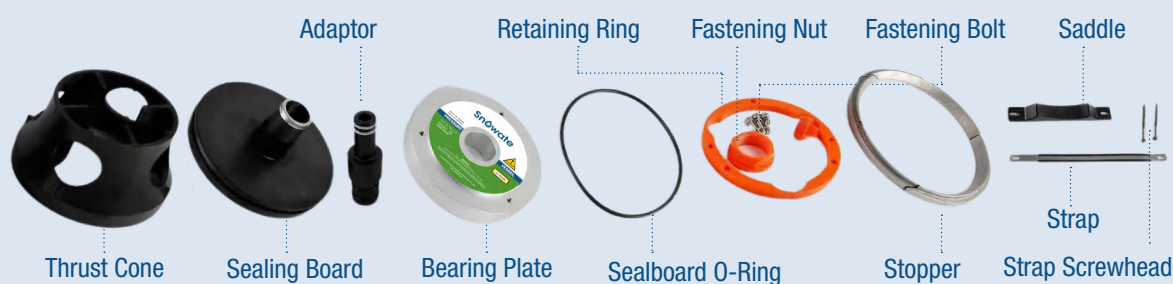 Adaptor
Retaining Ring
Fastening Nut
Fastening Bolt
Saddle
Snowate
Strap
Thrust Cone
Sealing Board
Bearing Plate
Sealboard O-Ring
Stopper
Strap Screwhead